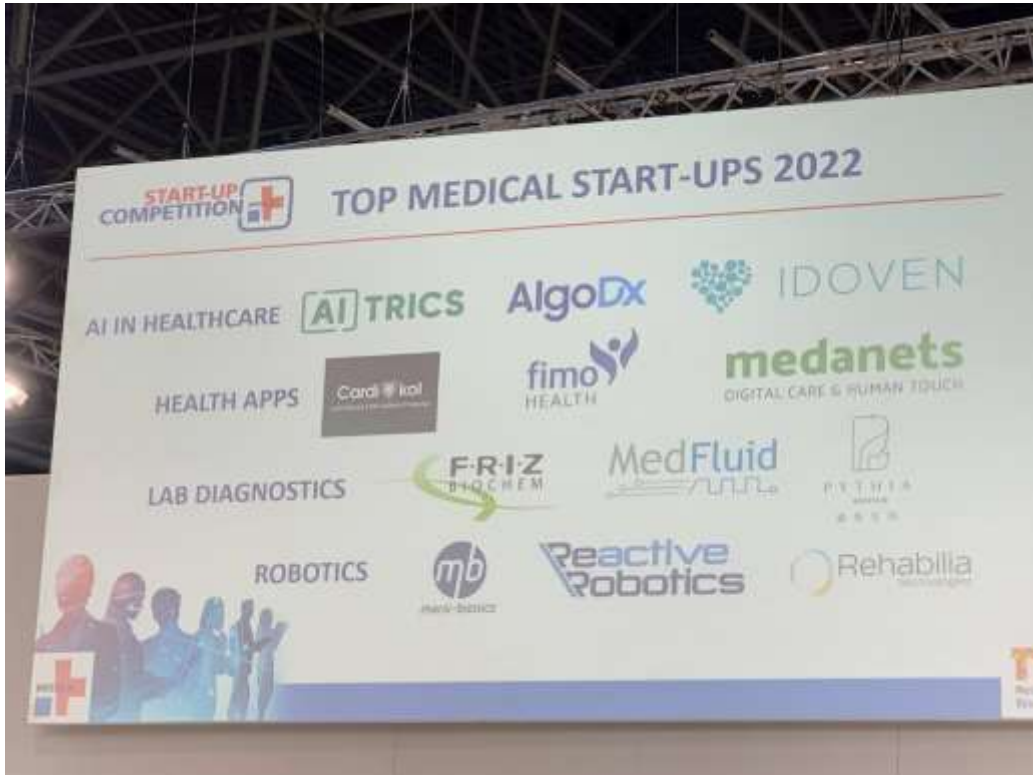 START-UP
COMPETITION
TOP MEDICAL START-UPS 2022
AI IN HEALTHCARE
AITRICS
AlgoDx
IDOVEN
HEALTH APPS
Cardi kol
fimo
HEALTH
medanets
DIGITAL CARE & HUMAN TOUCH
LAB DIAGNOSTICS
F·R·I·Z
BIOCHEM
MedFluid
PYTHIA
ROBOTICS
mb
Reactive
Robotics
Rehabilia
technologies